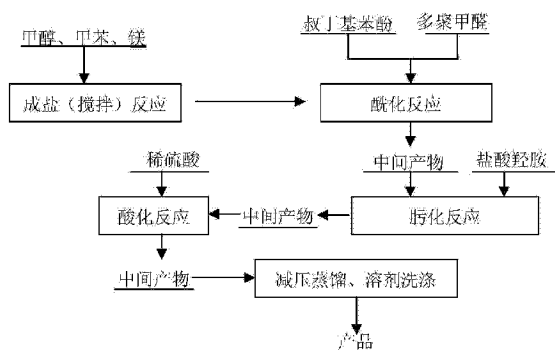 甲醇、甲苯、镁
叔丁基苯酚
多聚甲醛
成盐（搅拌）反应
酰化反应
中间产物
盐酸羟胺
稀硫酸
酸化反应
中间产物
肟化反应
中间产物
减压蒸馏、溶剂洗涤
产品